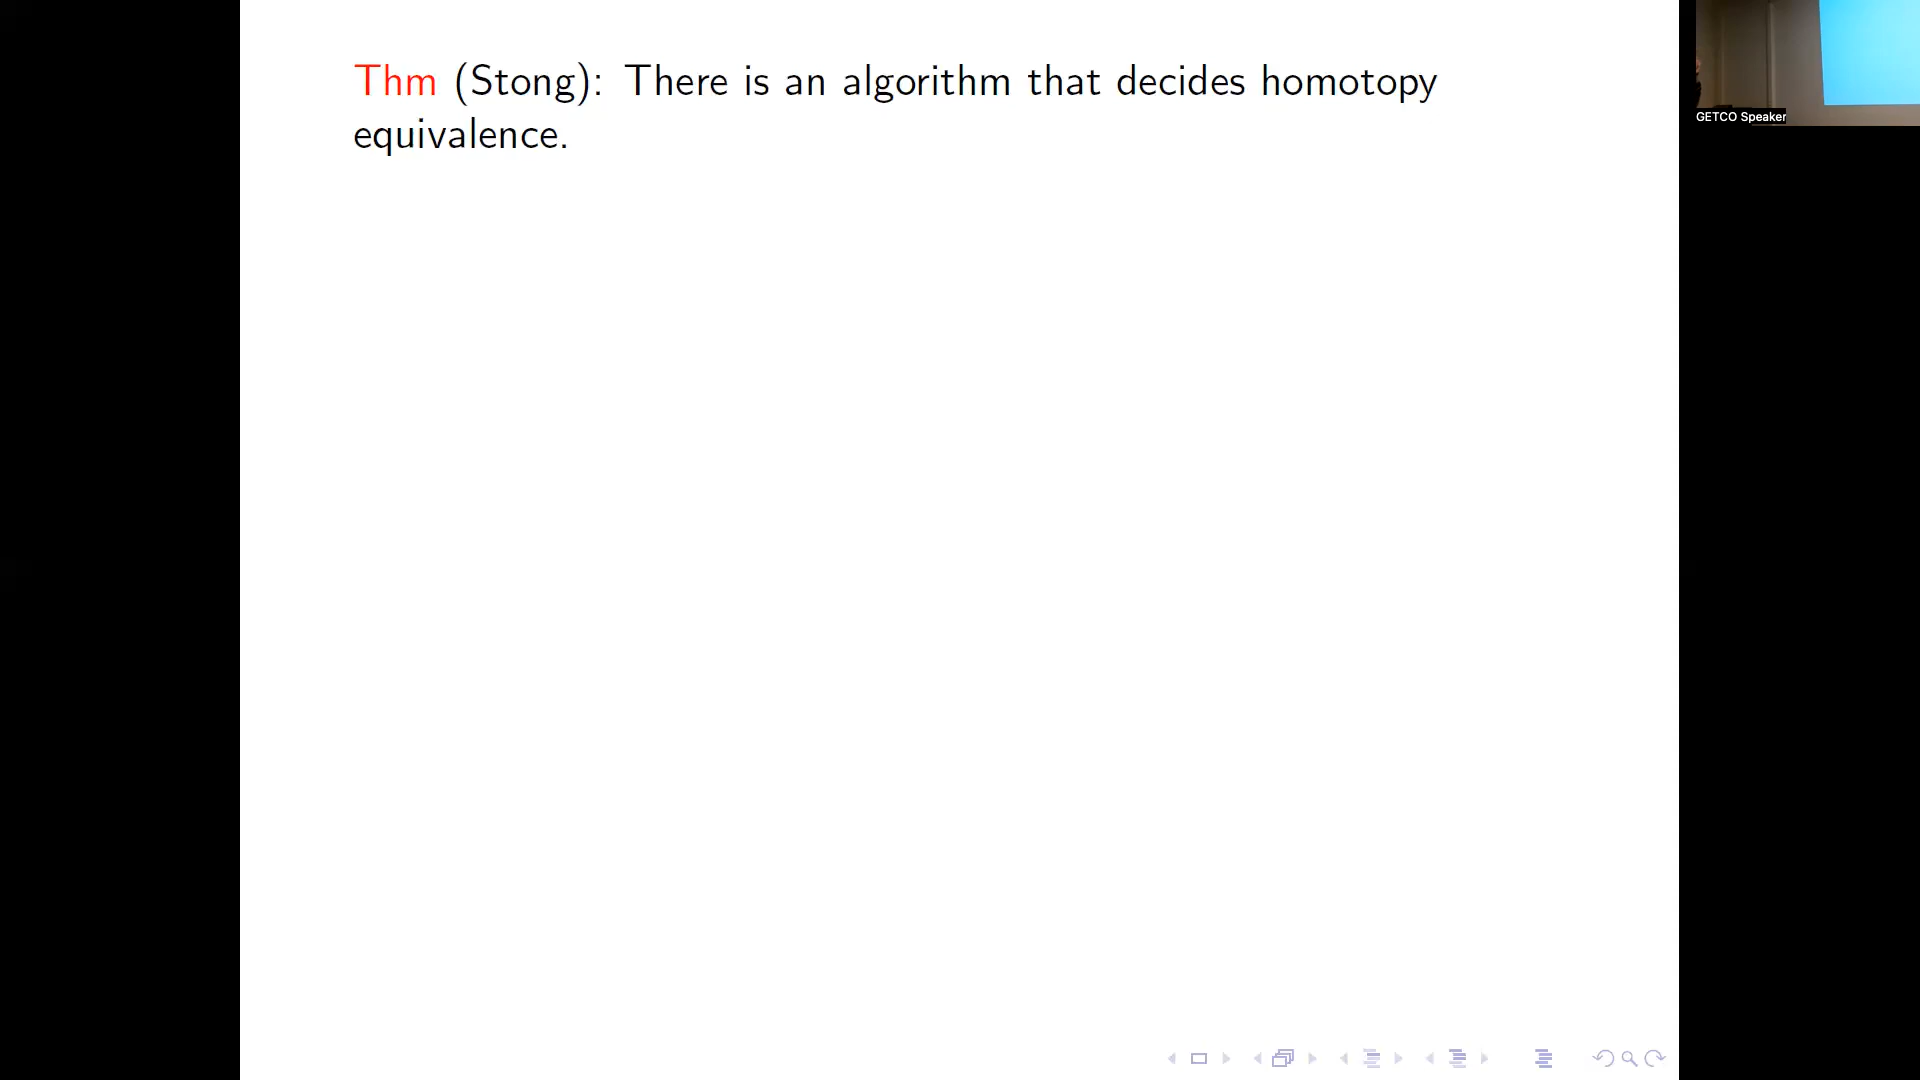 Thm (Stong): There is an algorithm that decides homotopy
equivalence.
GETCO Speaker